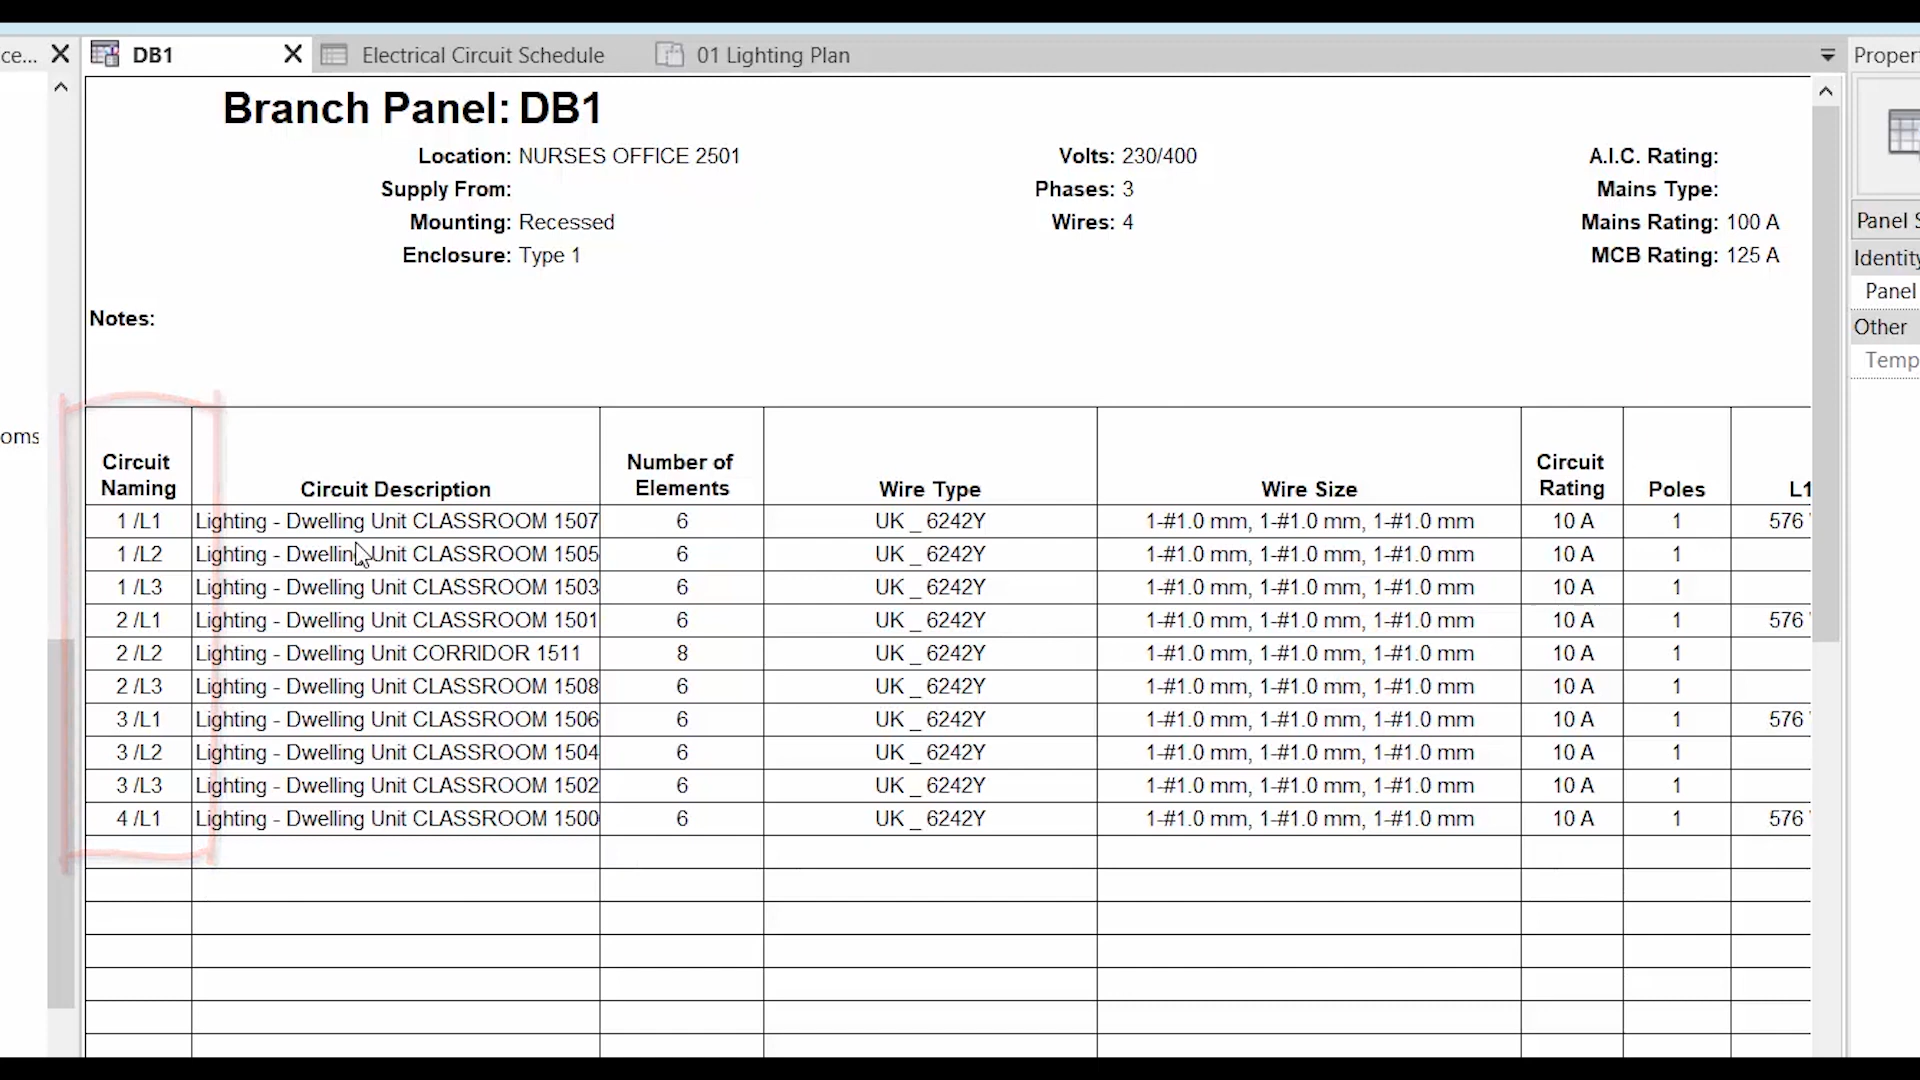 ce... DB1 Electrical Circuit Schedule 01 Lighting Plan Proper
Branch Panel: DB1
Location: NURSES OFFICE 2501 Volts: 230/400 A.I.C. Rating:
Supply From: Phases: 3 Mains Type:
Mounting: Recessed Wires: 4 Mains Rating: 100 A
Enclosure: Type 1 MCB Rating: 125 A
Panel S
Identity
Panel
Other
Temp
Notes:
oms
Circuit Naming Circuit Description Number of Elements Wire Type Wire Size Circuit Rating Poles L1
1 /L1 Lighting - Dwelling Unit CLASSROOM 1507 6 UK _ 6242Y 1-#1.0 mm, 1-#1.0 mm, 1-#1.0 mm 10 A 1 576
1 /L2 Lighting - Dwelling Unit CLASSROOM 1505 6 UK _ 6242Y 1-#1.0 mm, 1-#1.0 mm, 1-#1.0 mm 10 A 1
1 /L3 Lighting - Dwelling Unit CLASSROOM 1503 6 UK _ 6242Y 1-#1.0 mm, 1-#1.0 mm, 1-#1.0 mm 10 A 1
2 /L1 Lighting - Dwelling Unit CLASSROOM 1501 6 UK _ 6242Y 1-#1.0 mm, 1-#1.0 mm, 1-#1.0 mm 10 A 1 576
2 /L2 Lighting - Dwelling Unit CORRIDOR 1511 8 UK _ 6242Y 1-#1.0 mm, 1-#1.0 mm, 1-#1.0 mm 10 A 1
2 /L3 Lighting - Dwelling Unit CLASSROOM 1508 6 UK _ 6242Y 1-#1.0 mm, 1-#1.0 mm, 1-#1.0 mm 10 A 1
3 /L1 Lighting - Dwelling Unit CLASSROOM 1506 6 UK _ 6242Y 1-#1.0 mm, 1-#1.0 mm, 1-#1.0 mm 10 A 1 576
3 /L2 Lighting - Dwelling Unit CLASSROOM 1504 6 UK _ 6242Y 1-#1.0 mm, 1-#1.0 mm, 1-#1.0 mm 10 A 1
3 /L3 Lighting - Dwelling Unit CLASSROOM 1502 6 UK _ 6242Y 1-#1.0 mm, 1-#1.0 mm, 1-#1.0 mm 10 A 1
4 /L1 Lighting - Dwelling Unit CLASSROOM 1500 6 UK _ 6242Y 1-#1.0 mm, 1-#1.0 mm, 1-#1.0 mm 10 A 1 576